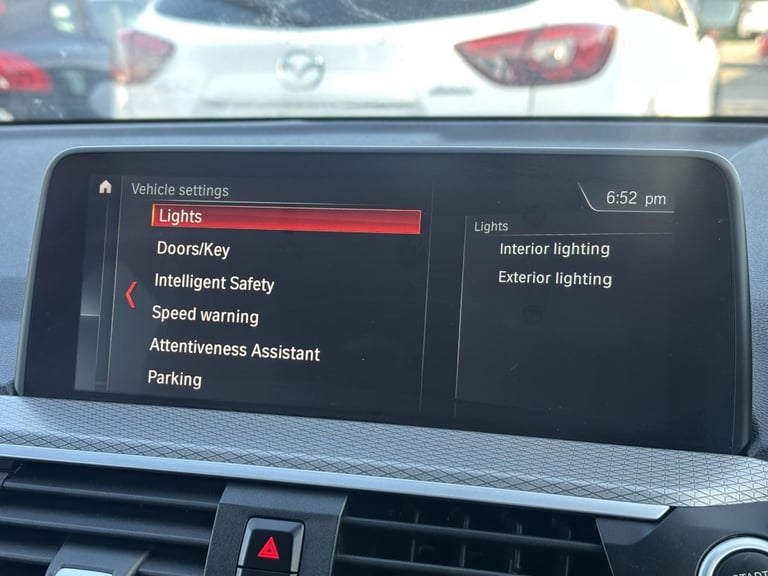 Vehicle settings
6:52 pm
Lights
Doors/Key
Intelligent Safety
Speed warning
Attentiveness Assistant
Parking
Lights
Interior lighting
Exterior lighting
START